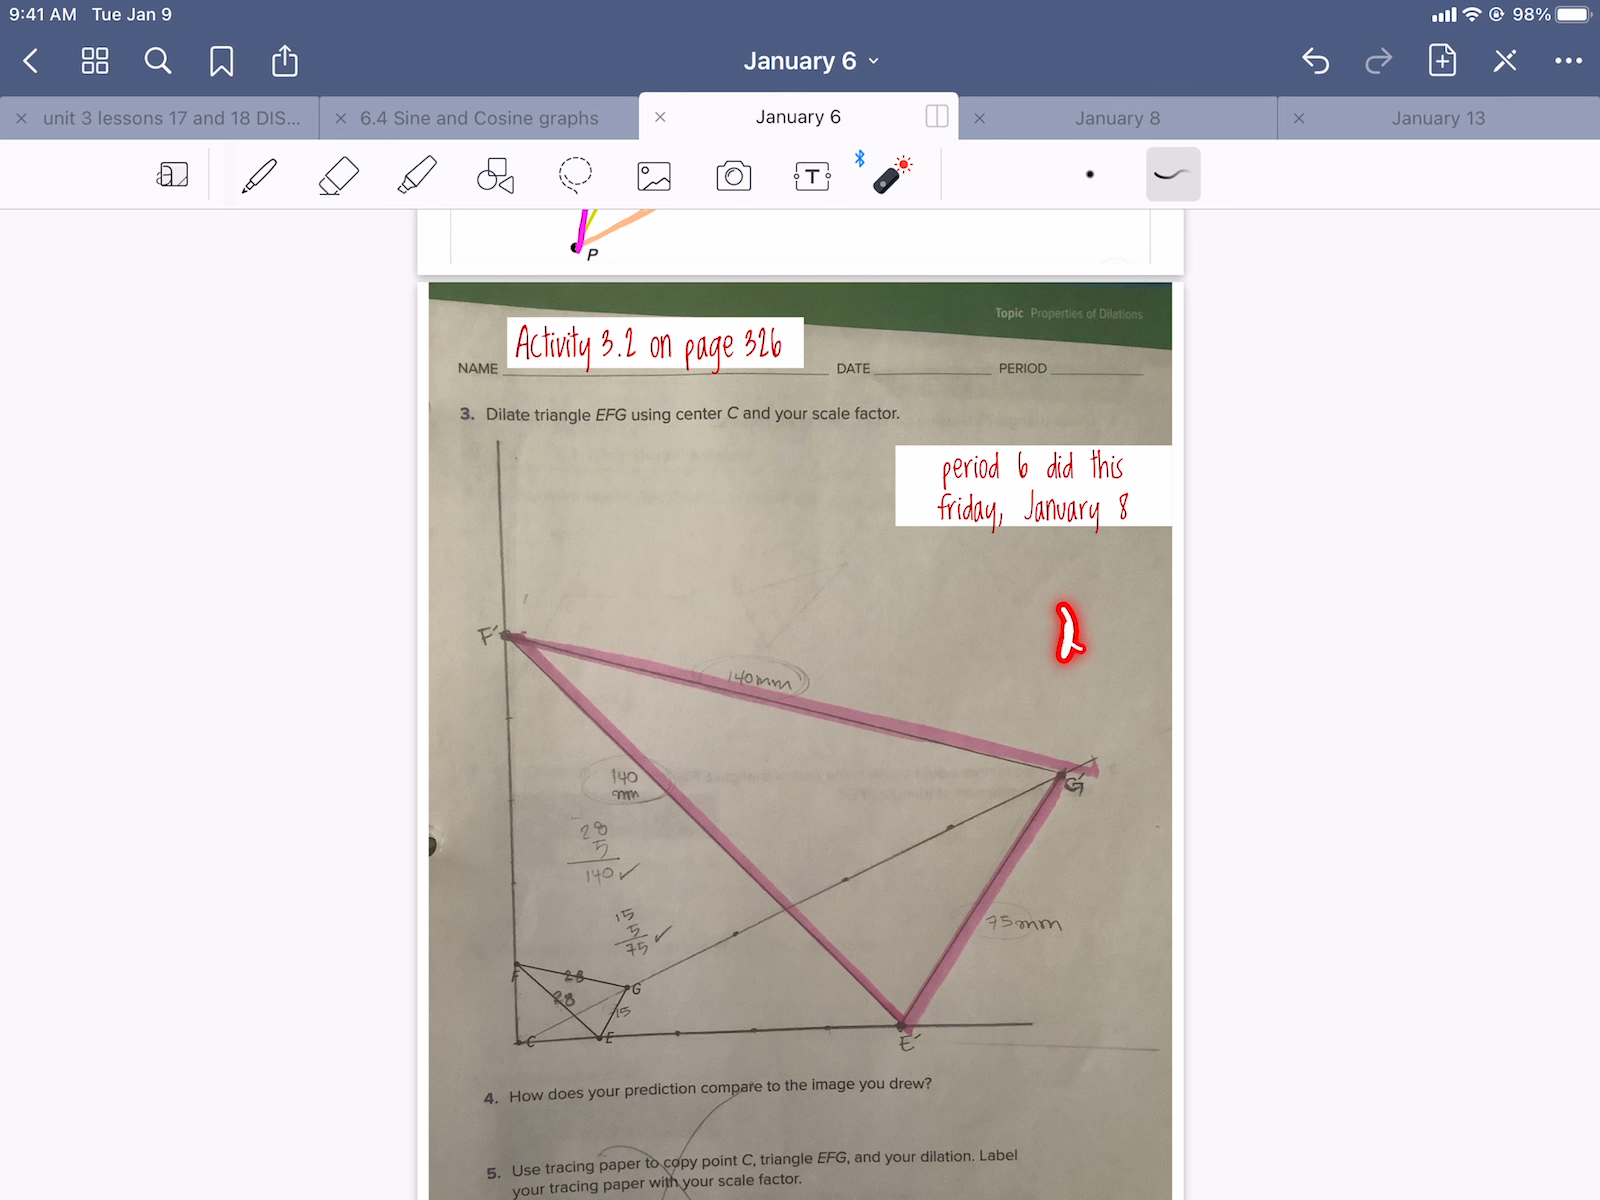 9:41 AM Tue Jan 9
98%
January 6
unit 3 lessons 17 and 18 DIS...
6.4 Sine and Cosine graphs
January 6
January 8
January 13
T
P
Topic Properties of Dilations
Activity 3.2 on page 326
NAME DATE PERIOD
3. Dilate triangle EFG using center C and your scale factor.
period 6 did this
friday, January 8
2
F'
140mm
140
mm
G'
28
5
140 ✓
15
5
75 ✓
75mm
F
28
28
G
15
C
E
E'
4. How does your prediction compare to the image you drew?
5. Use tracing paper to copy point C, triangle EFG, and your dilation. Label
your tracing paper with your scale factor.